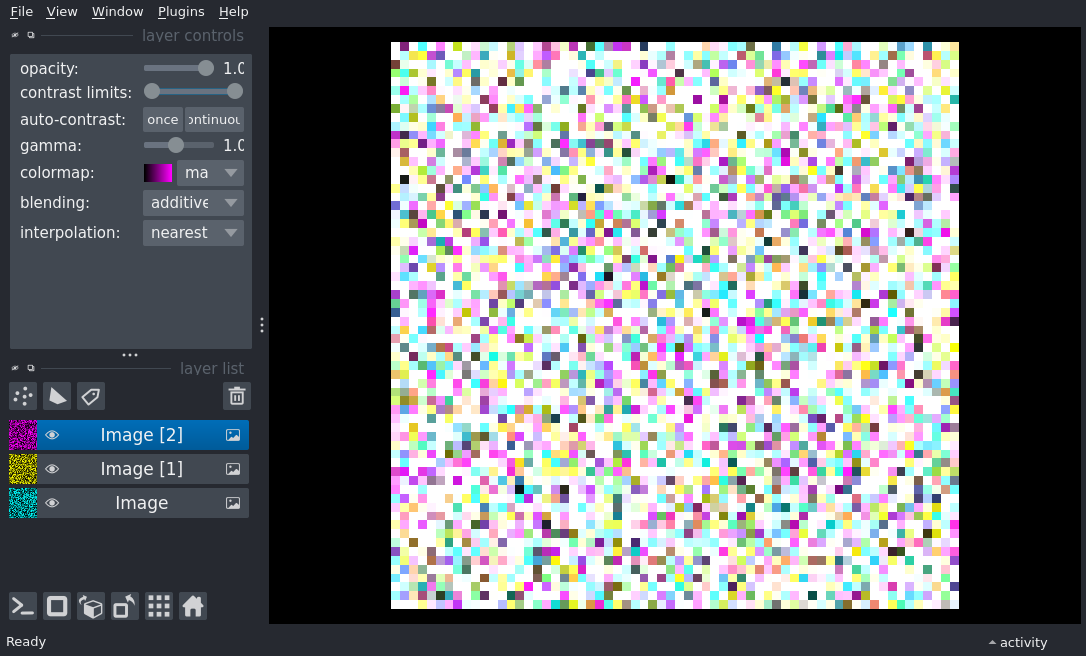 File View Window Plugins Help
layer controls
opacity: 1.0
contrast limits:
auto-contrast: once ontinuou
gamma: 1.0
colormap: ma
blending: additive
interpolation: nearest
layer list
Image [2]
Image [1]
Image
Ready activity